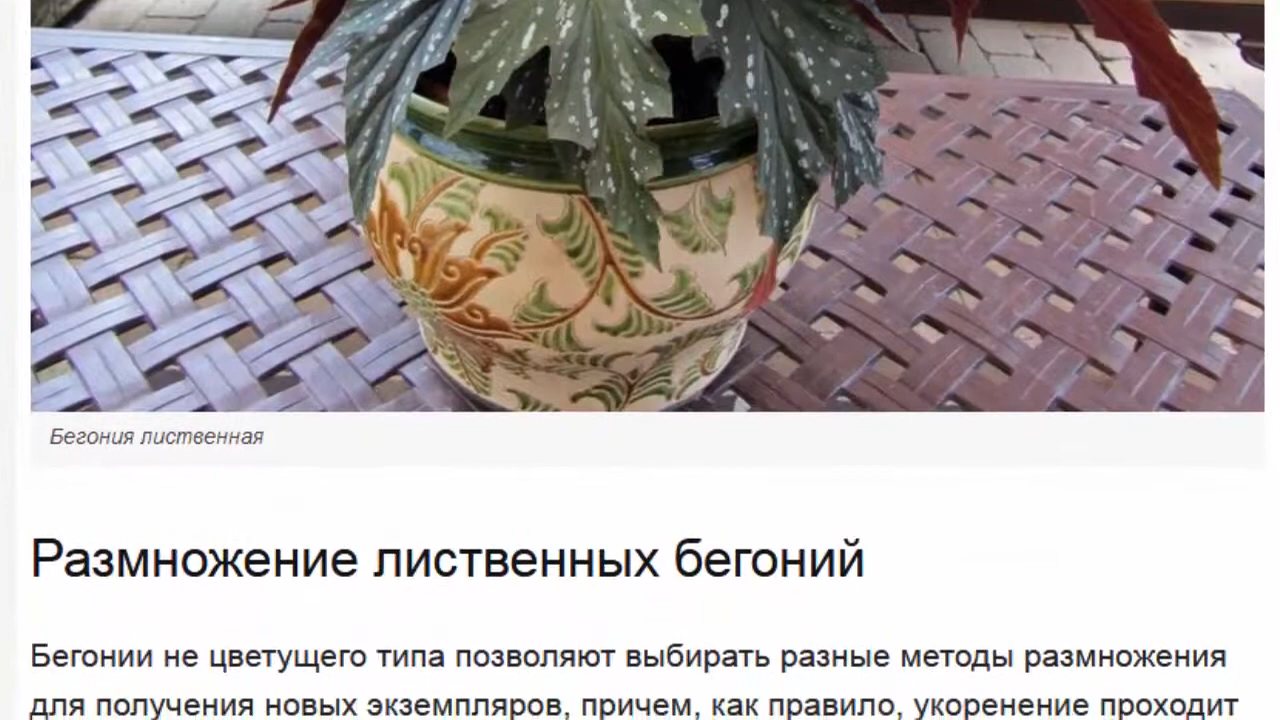 Бегония лиственная
Размножение лиственных бегоний
Бегонии не цветущего типа позволяют выбирать разные методы размножения
для получения новых экземпляров, причем, как правило, укоренение проходит